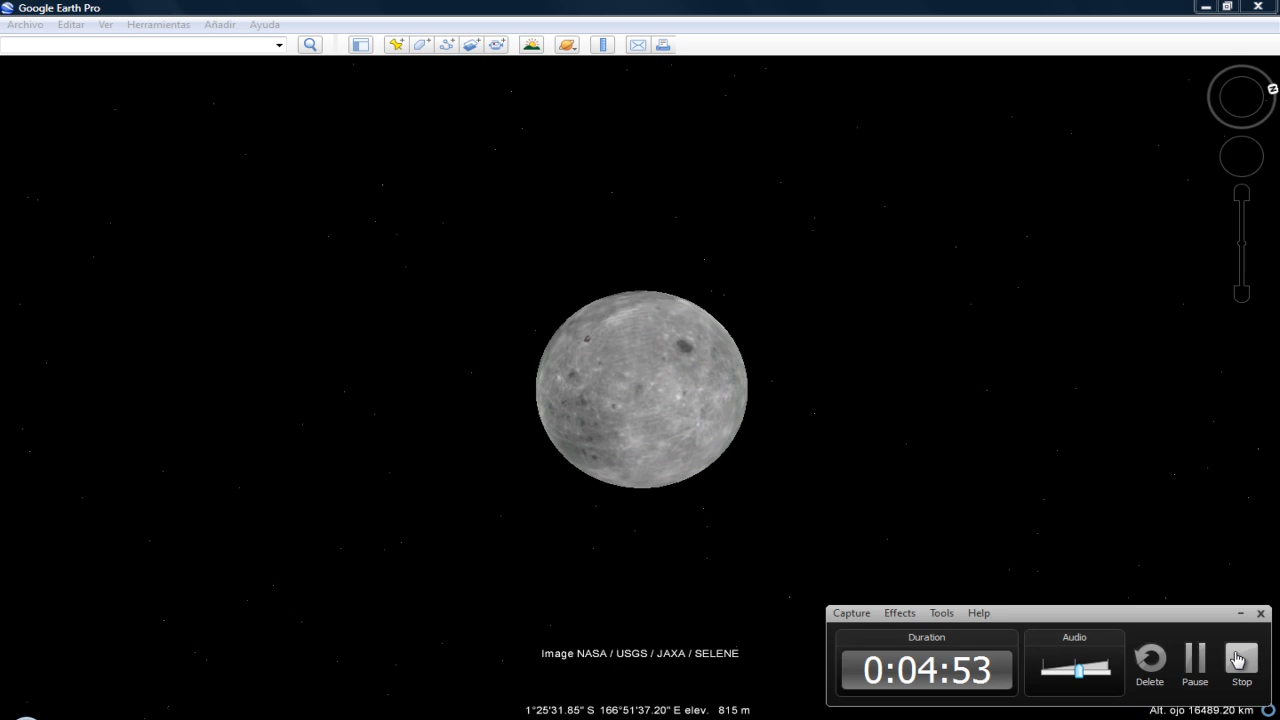 Google Earth Pro
Archivo Editar Ver Herramientas Añadir Ayuda
N
Capture Effects Tools Help
Duration Audio
0:04:53
Delete Pause Stop
Image NASA / USGS / JAXA / SELENE
1°25'31.85" S 166°51'37.20" E elev. 815 m
Alt. ojo 16489.20 km